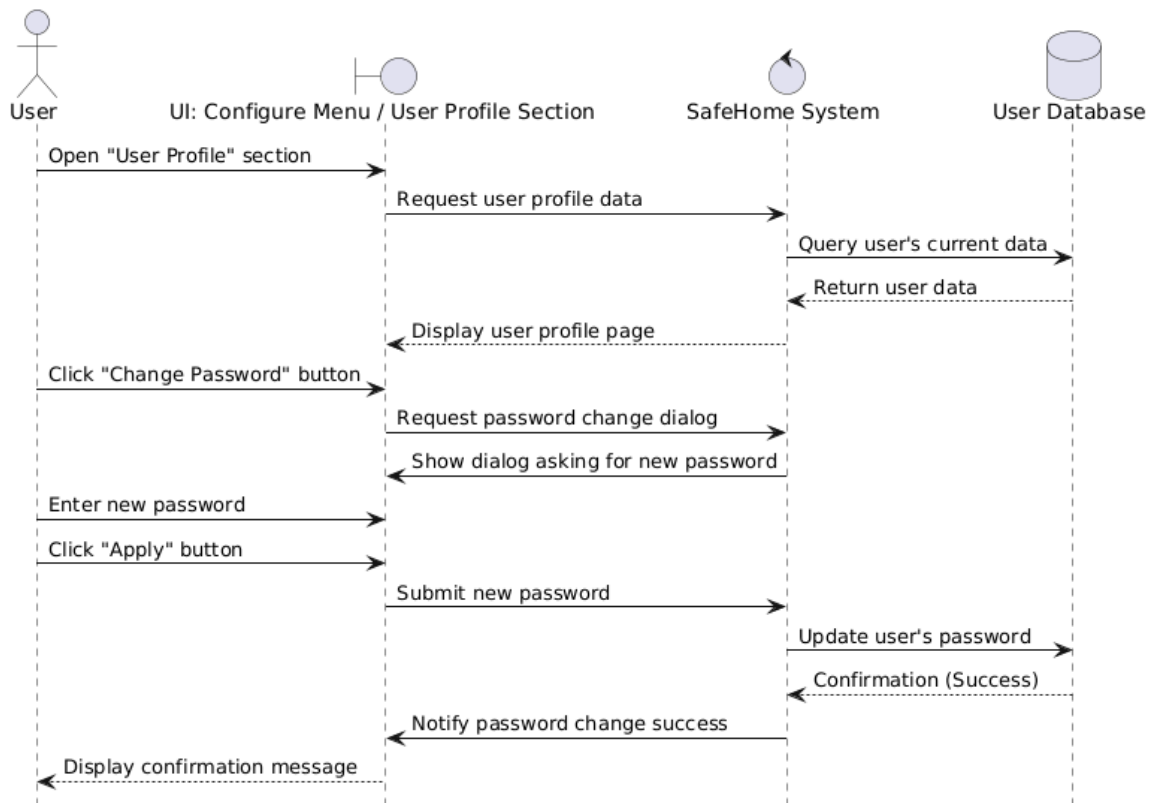 User
UI: Configure Menu / User Profile Section
SafeHome System
User Database
Open "User Profile" section
Request user profile data
Query user's current data
Return user data
Display user profile page
Click "Change Password" button
Request password change dialog
Show dialog asking for new password
Enter new password
Click "Apply" button
Submit new password
Update user's password
Confirmation (Success)
Notify password change success
Display confirmation message